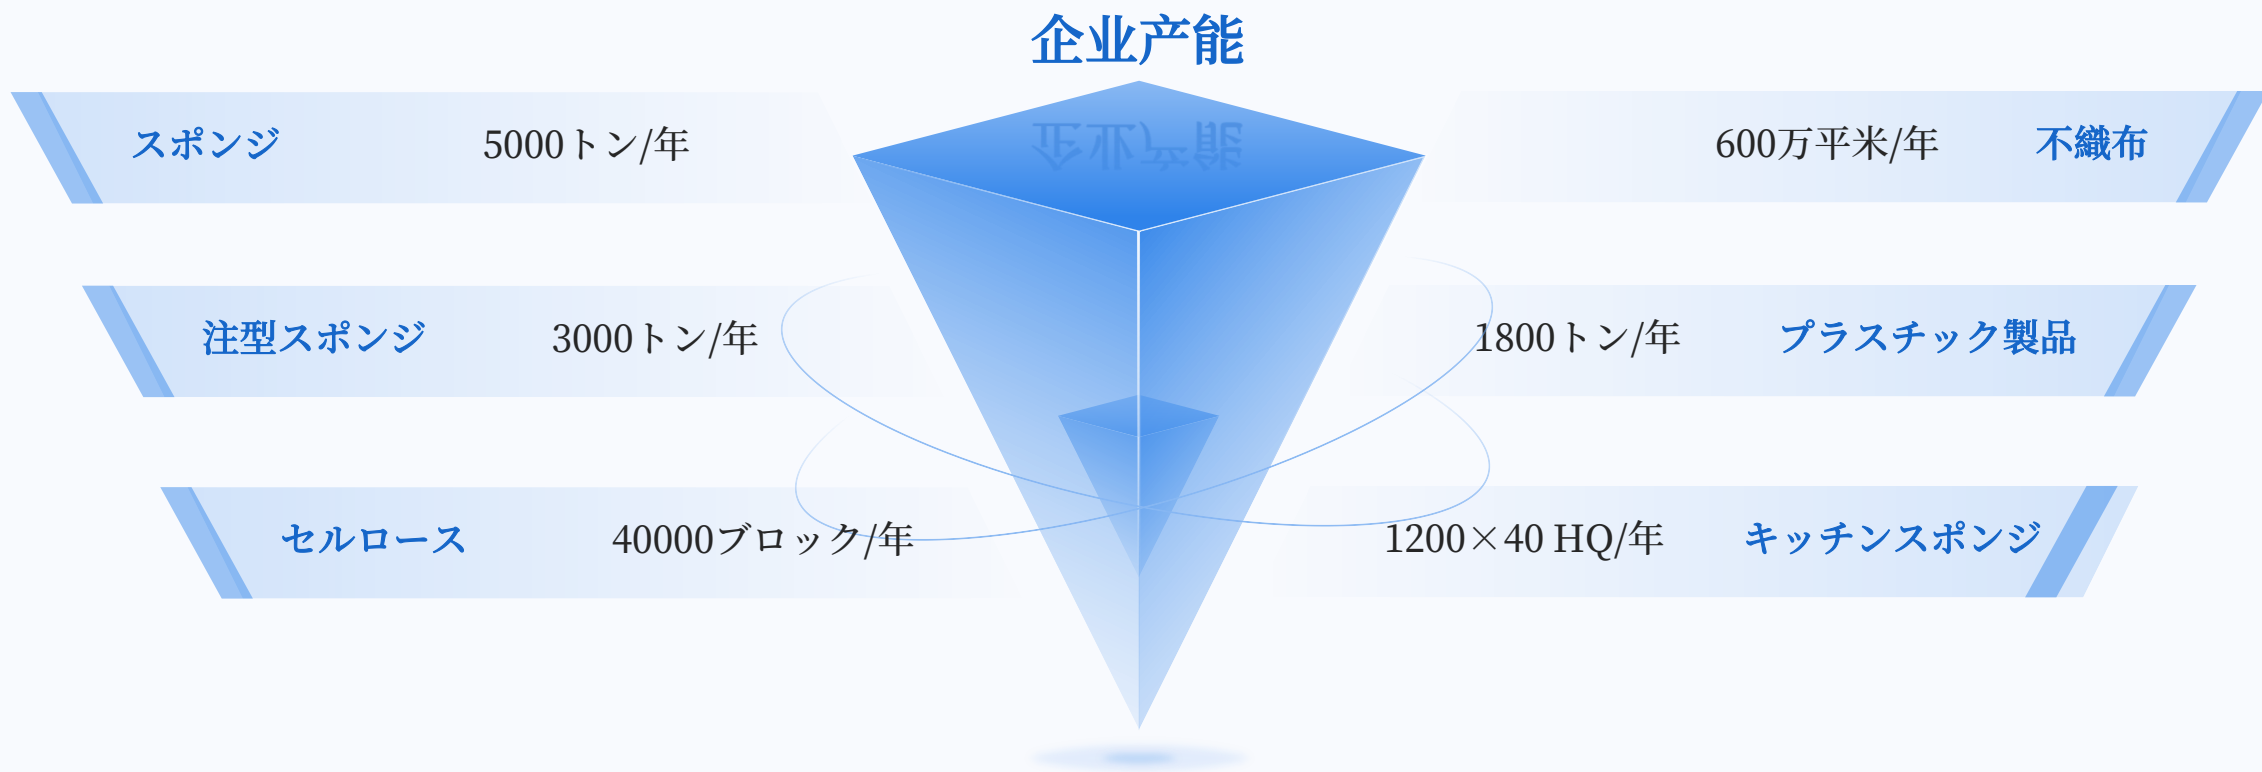 企业产能
スポンジ 5000トン/年
600万平米/年 不織布
注型スポンジ 3000トン/年
1800トン/年 プラスチック製品
セルロース 40000ブロック/年
1200×40 HQ/年 キッチンスポンジ